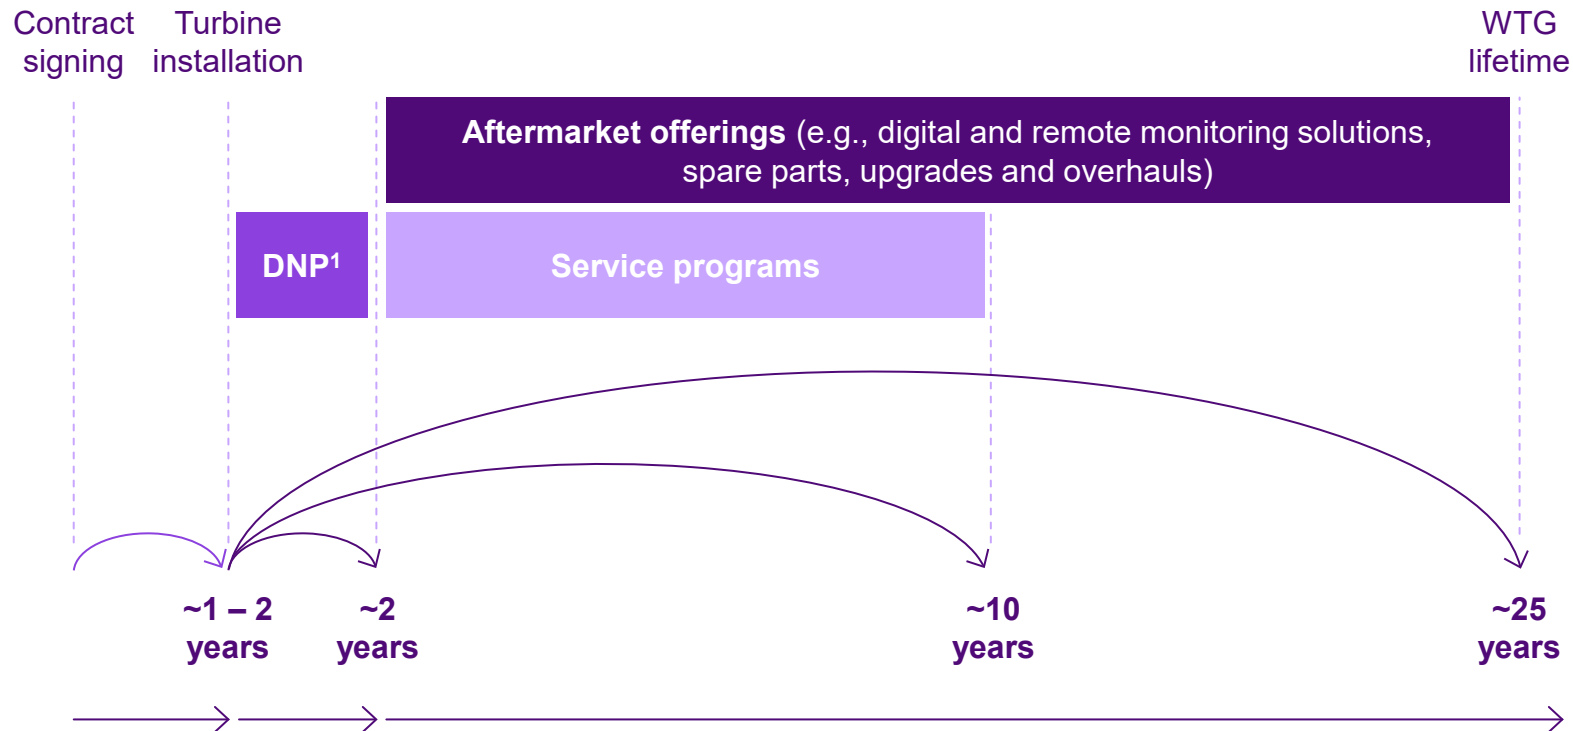 Contract
signing
Turbine
installation
WTG
lifetime
Aftermarket offerings (e.g., digital and remote monitoring solutions,
spare parts, upgrades and overhauls)
DNP¹
Service programs
~1 – 2
years
~2
years
~10
years
~25
years